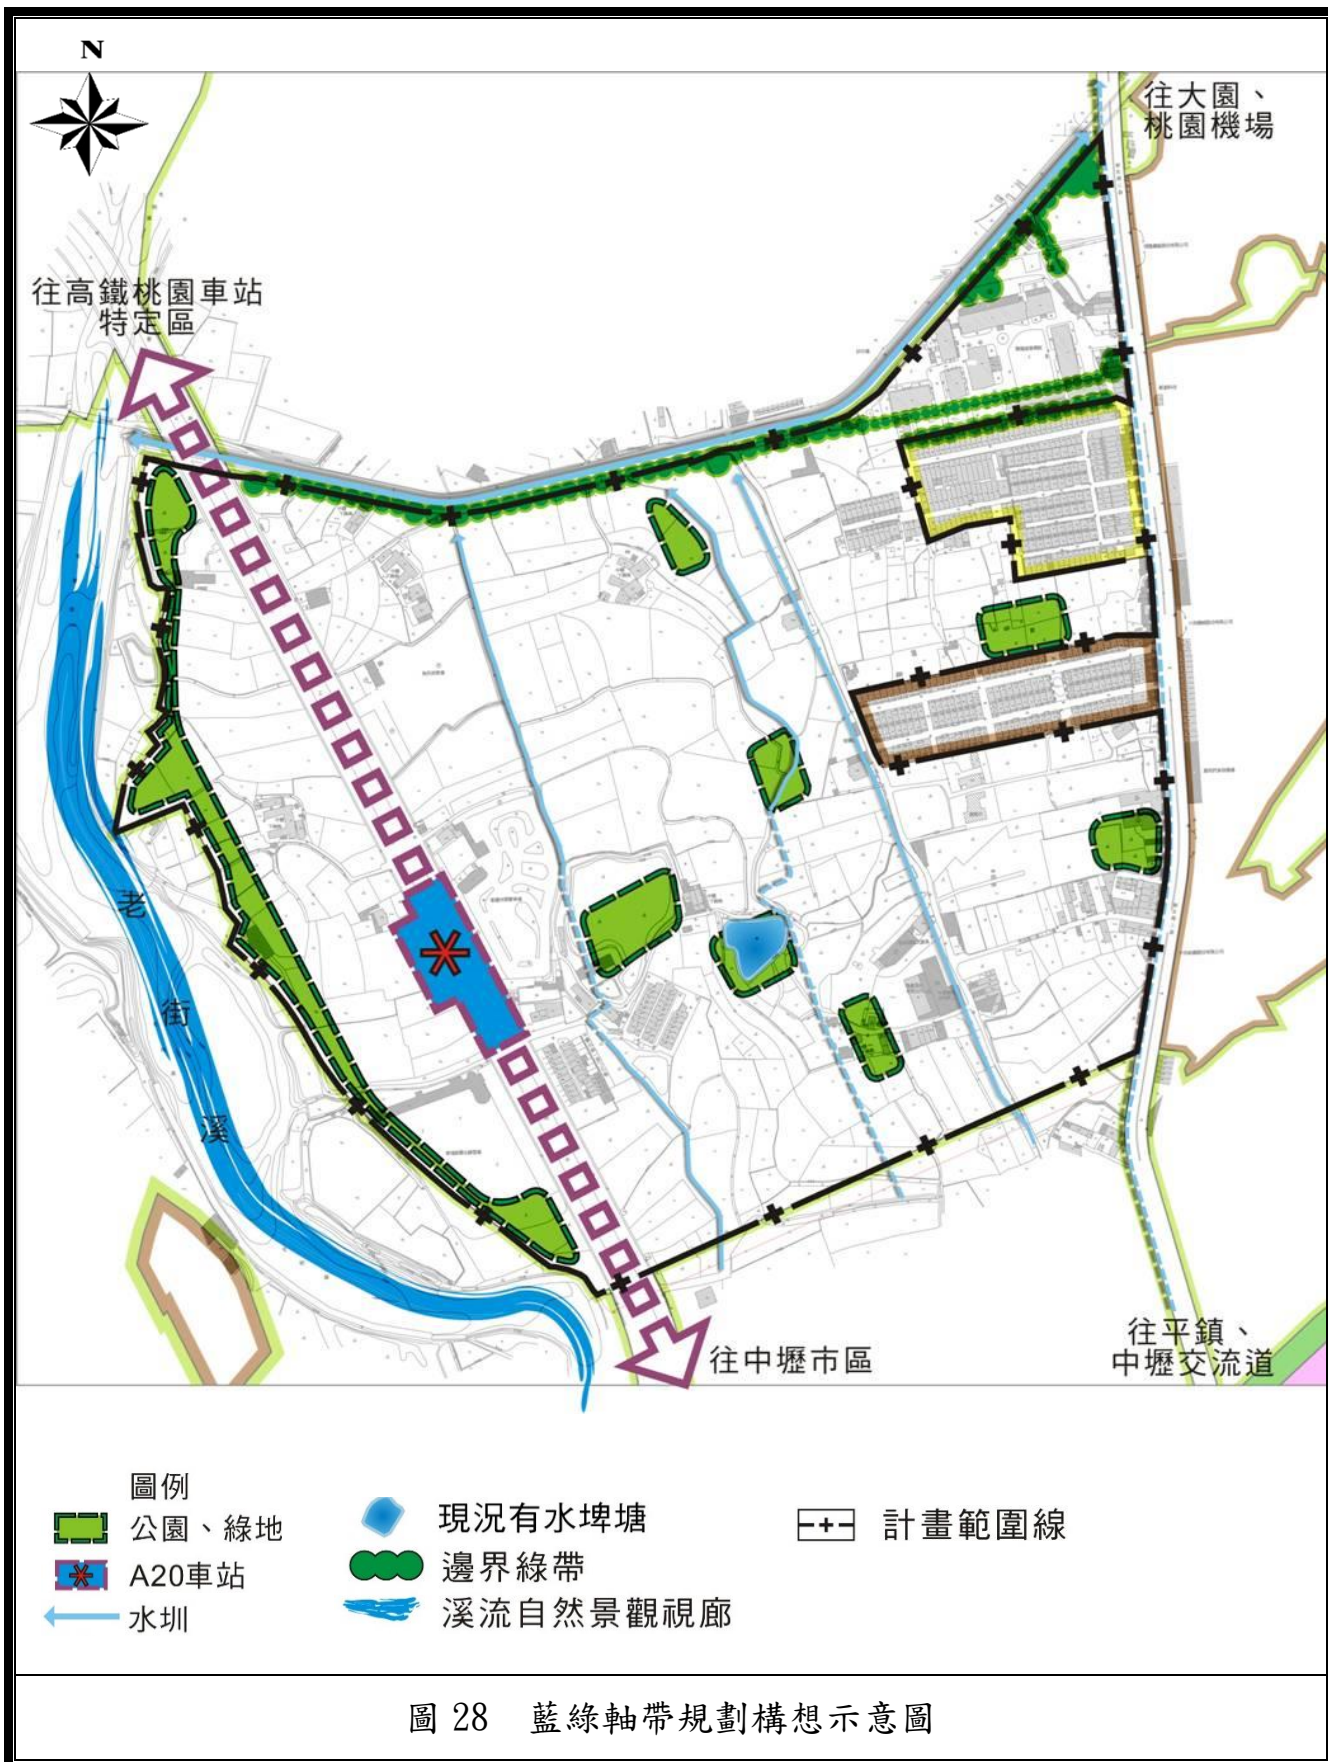 N
往大園、
桃園機場
往高鐵桃園車站
特定區
老
街
溪
往中壢市區
往平鎮、
中壢交流道
圖例
公園、綠地
A20車站
水圳
現況有水埤塘
邊界綠帶
溪流自然景觀視廊
計畫範圍線
圖 28 藍綠軸帶規劃構想示意圖